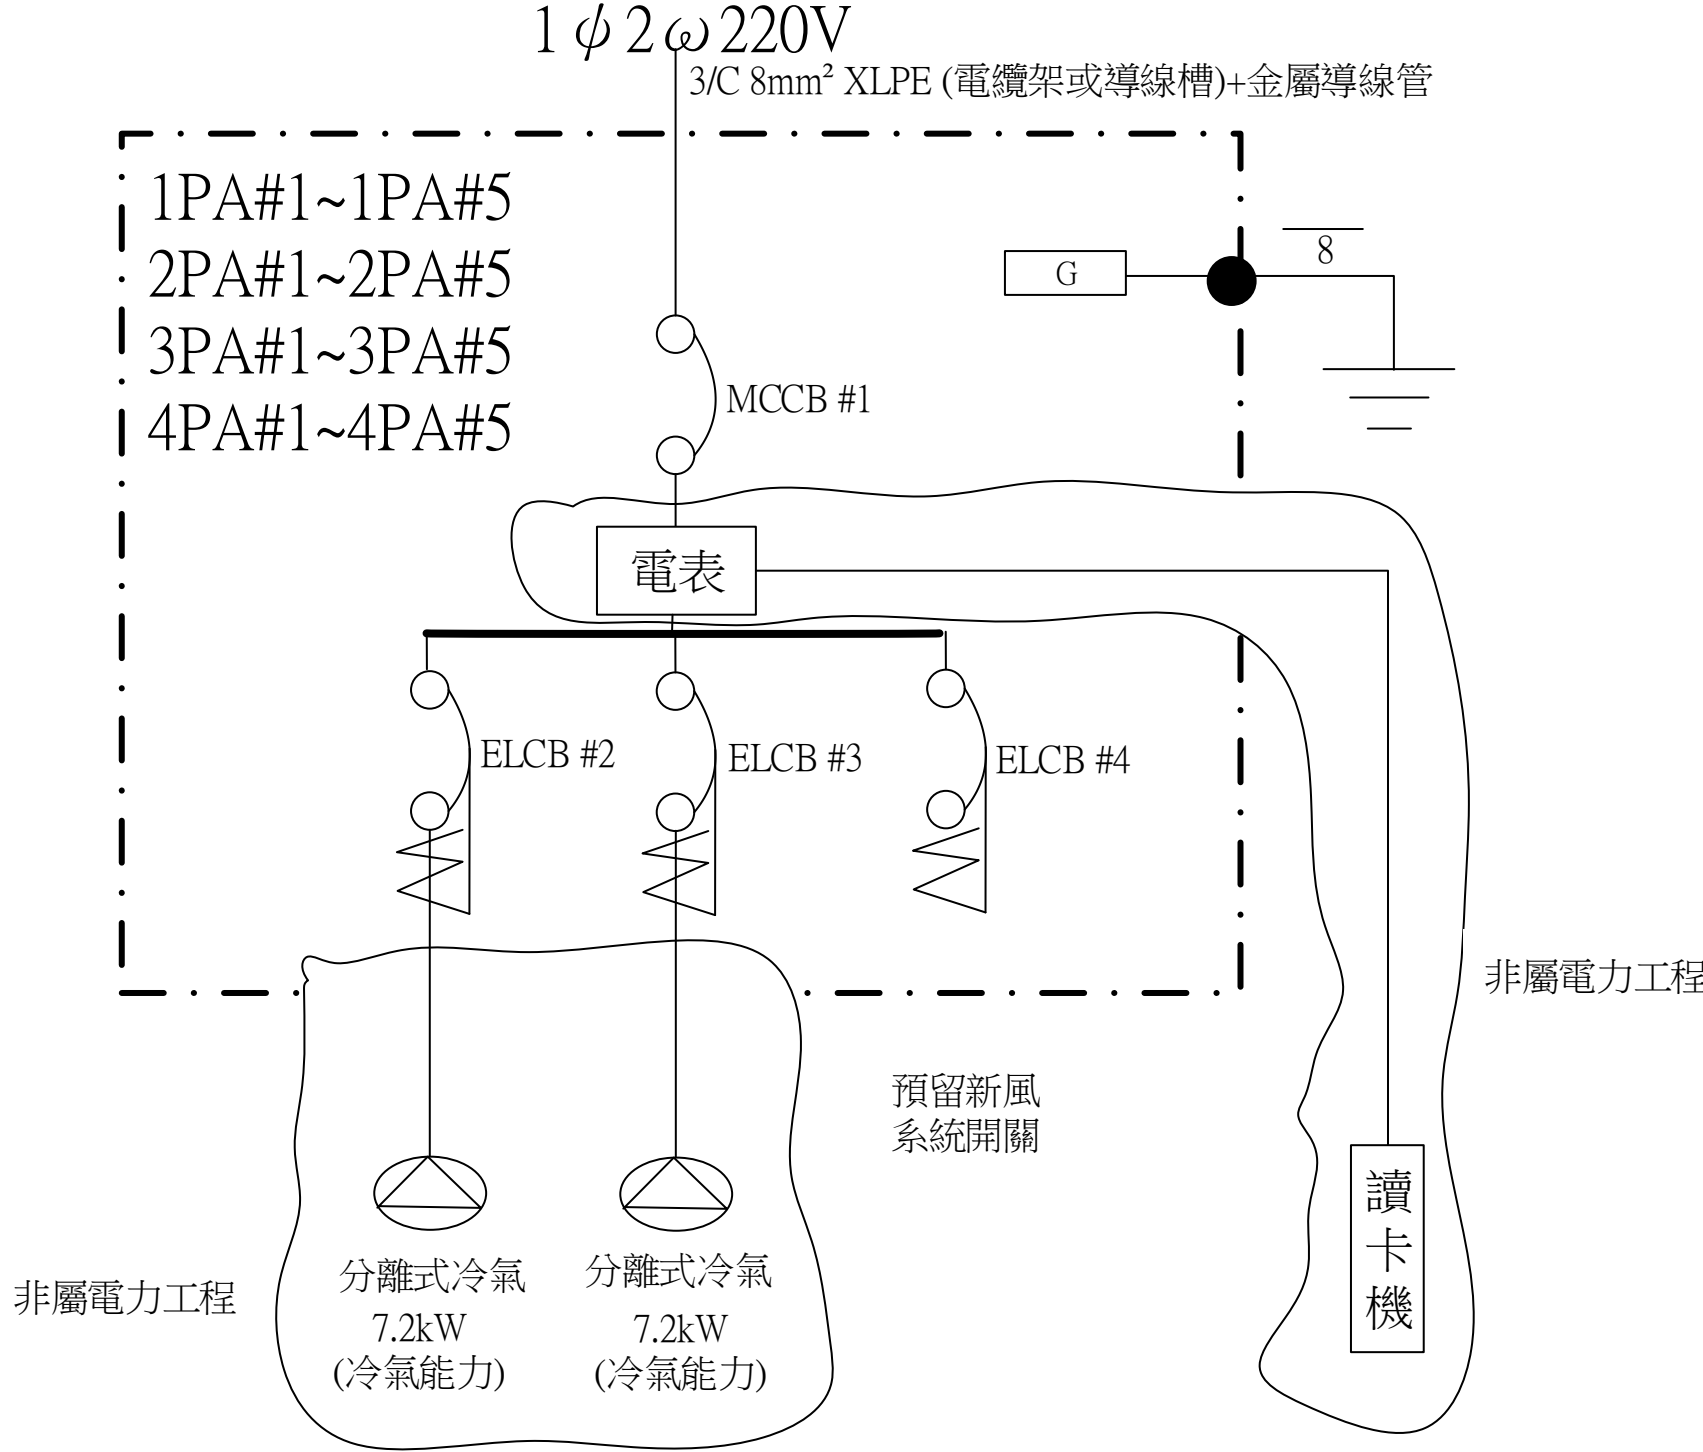 1φ2ω220V
3/C 8mm² XLPE (電纜架或導線槽)+金屬導線管
1PA#1~1PA#5
2PA#1~2PA#5
3PA#1~3PA#5
4PA#1~4PA#5
G
8
MCCB #1
電表
ELCB #2
ELCB #3
ELCB #4
非屬電力工程
預留新風
系統開關
讀卡機
非屬電力工程
分離式冷氣
7.2kW
(冷氣能力)
分離式冷氣
7.2kW
(冷氣能力)